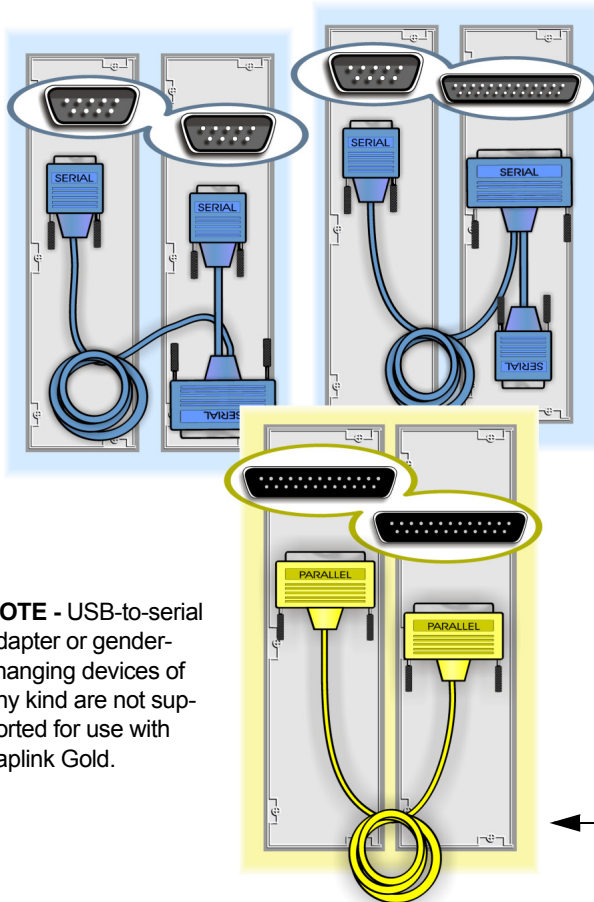 SERIAL
SERIAL
SERIAL
SERIAL
SERIAL
SERIAL
PARALLEL
PARALLEL
OTE - USB-to-serial
dapter or gender-
hanging devices of
ny kind are not sup-
orted for use with
aplink Gold.